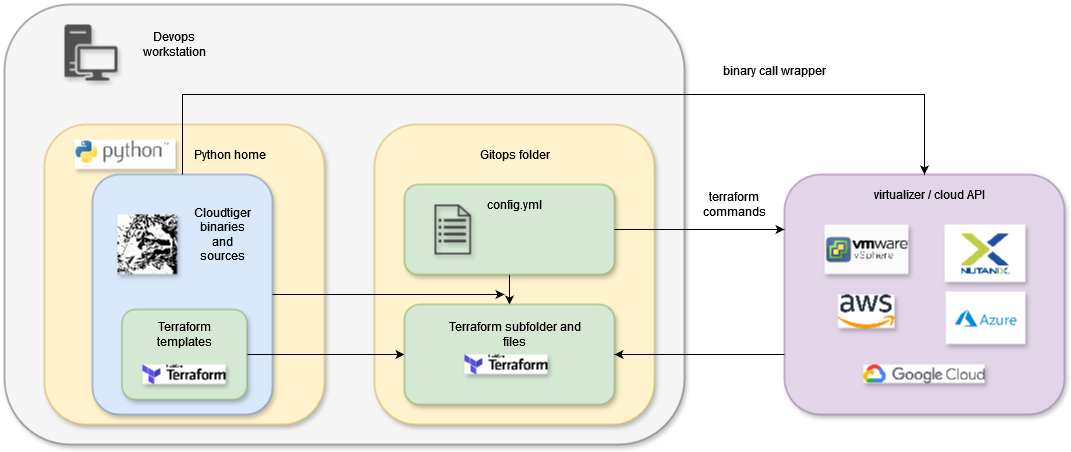 Devops
workstation
binary call wrapper
python
Python home
Gitops folder
Cloudtiger
binaries
and
sources
config.yml
terraform
commands
virtualizer / cloud API
vmware
vSphere
NUTANIX
aws
Azure
Google Cloud
Terraform
templates
Terraform
Terraform subfolder and
files
Terraform